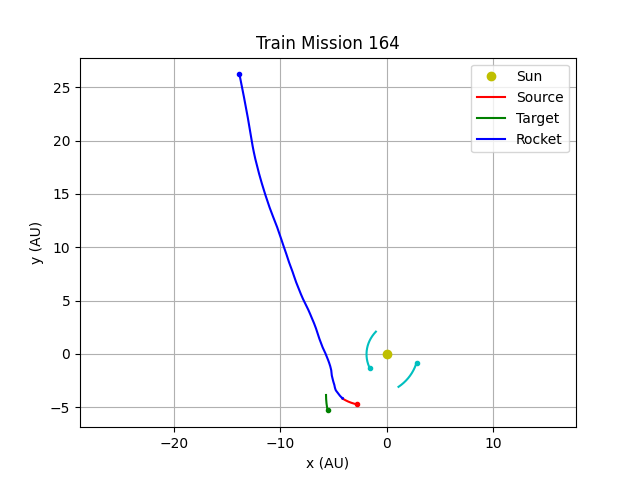 Train Mission 164
Sun
Source
Target
Rocket
25
20
15
10
5
0
−5
y (AU)
−20
−10
0
10
x (AU)